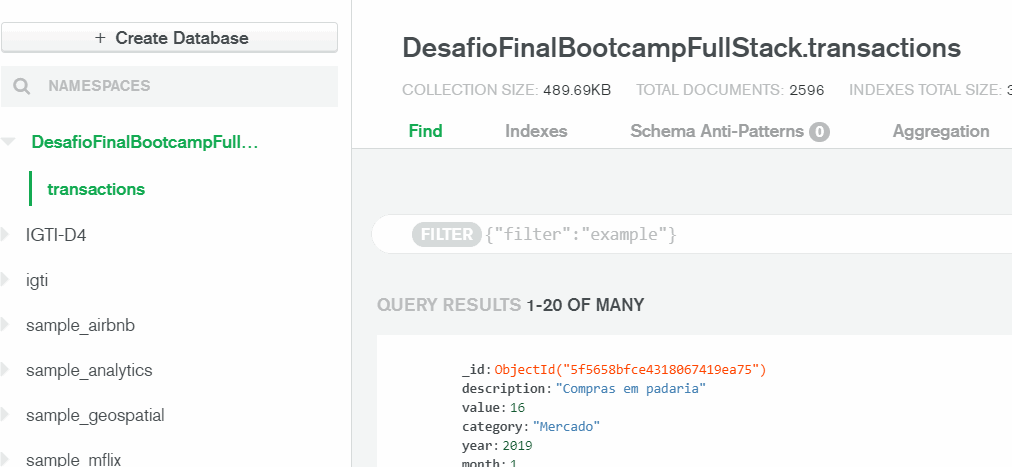 + Create Database
NAMESPACES
DesafioFinalBootcampFull...
transactions
IGTI-D4
igti
sample_airbnb
sample_analytics
sample_geospatial
sample_mflix
DesafioFinalBootcampFullStack.transactions
COLLECTION SIZE: 489.69KB TOTAL DOCUMENTS: 2596 INDEXES TOTAL SIZE:
Find Indexes Schema Anti-Patterns 0 Aggregation
FILTER {"filter":"example"}
QUERY RESULTS 1-20 OF MANY
_id: ObjectId("5f5658bfce4318067419ea75")
description: "Compras em padaria"
value: 16
category: "Mercado"
year: 2019
month: 1